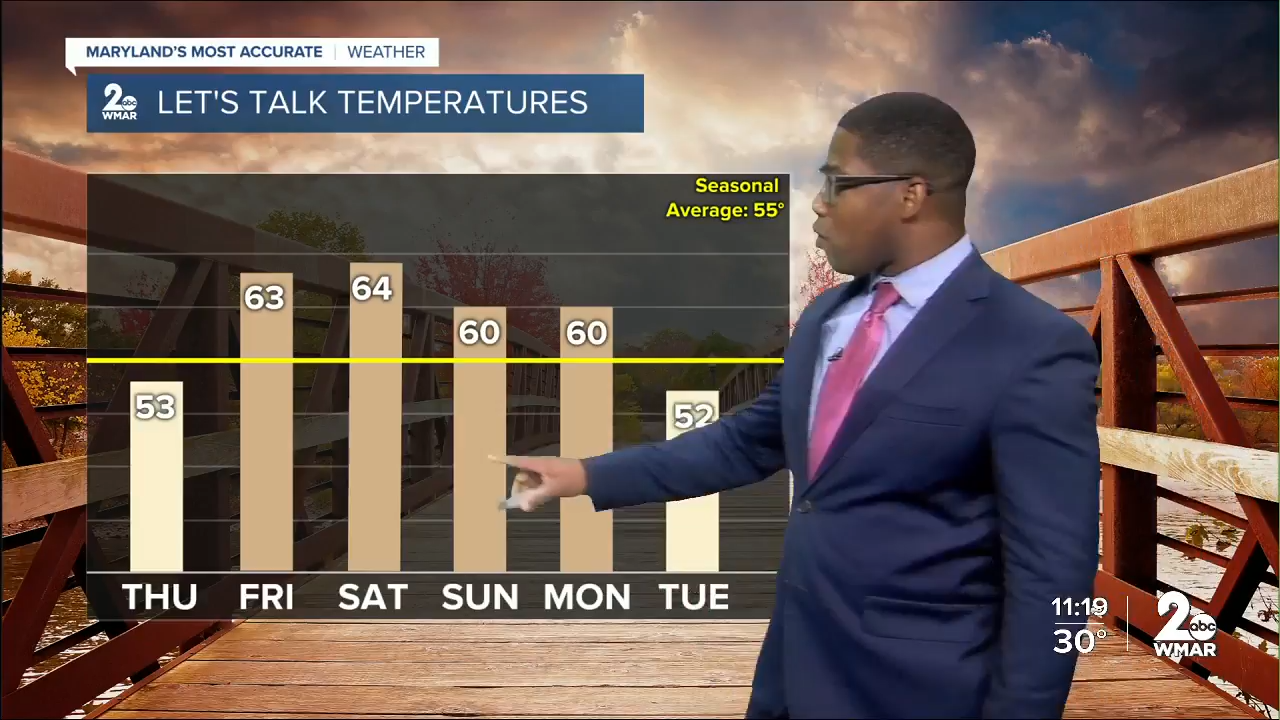 MARYLAND'S MOST ACCURATE | WEATHER
2 abc WMAR LET'S TALK TEMPERATURES
Seasonal
Average: 55°
63 64
60 60
53 52
THU FRI SAT SUN MON TUE
11:19
30°
2 abc
WMAR